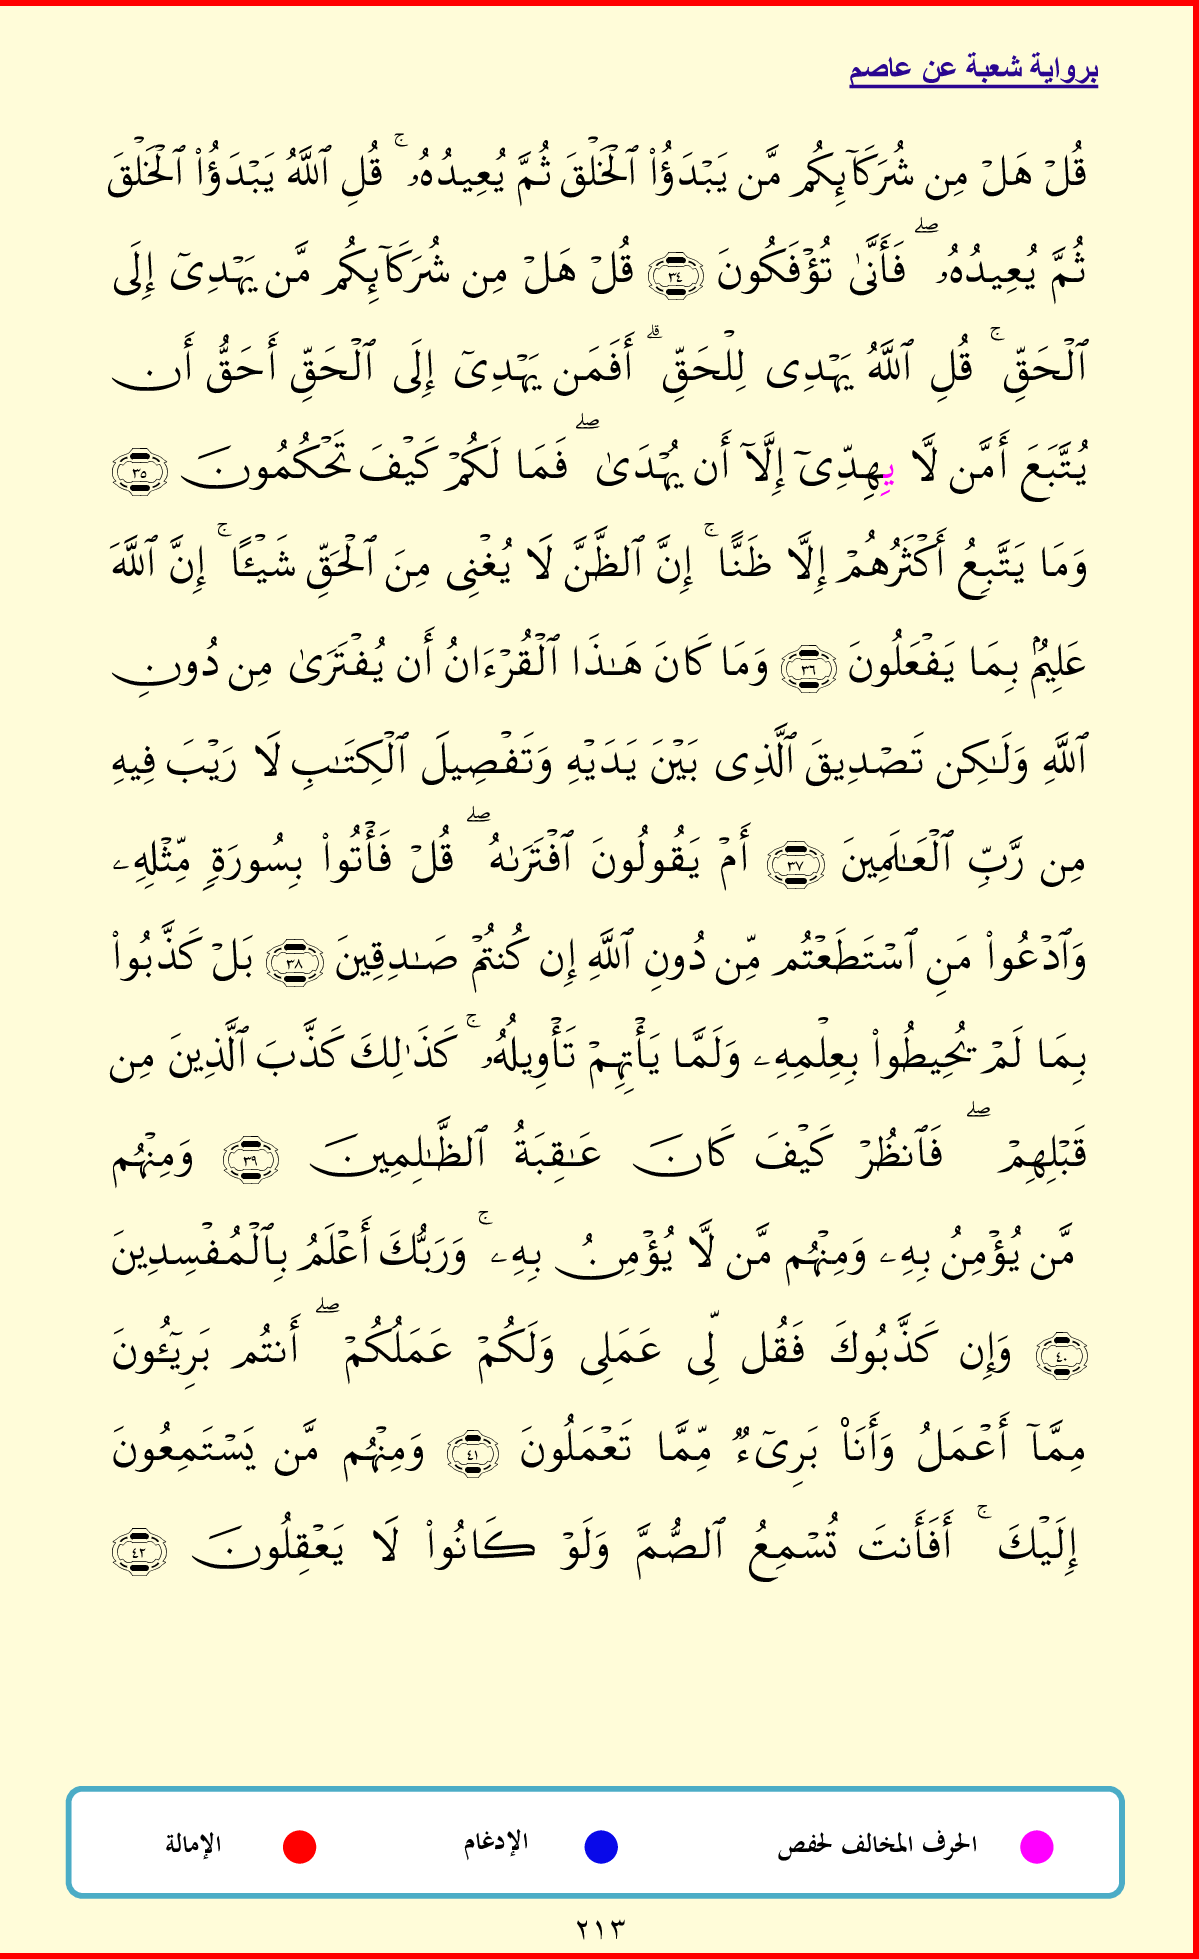 برواية شعبة عن عاصم
قُلۡ هَلۡ مِن شُرَكَآئِكُم مَّن يَبۡدَؤُاْ ٱلۡخَلۡقَ ثُمَّ يُعِيدُهُۥۚ قُلِ ٱللَّهُ يَبۡدَؤُاْ ٱلۡخَلۡقَ
ثُمَّ يُعِيدُهُۥۖ فَأَنَّىٰ تُؤۡفَكُونَ ٣٤ قُلۡ هَلۡ مِن شُرَكَآئِكُم مَّن يَهۡدِيٓ إِلَى
ٱلۡحَقِّۚ قُلِ ٱللَّهُ يَهۡدِي لِلۡحَقِّۗ أَفَمَن يَهۡدِيٓ إِلَى ٱلۡحَقِّ أَحَقُّ أَن
يُتَّبَعَ أَمَّن لَّا يِهِدِّيٓ إِلَّآ أَن يُهۡدَىٰۖ فَمَا لَكُمۡ كَيۡفَ تَحۡكُمُونَ ٣٥
وَمَا يَتَّبِعُ أَكۡثَرُهُمۡ إِلَّا ظَنًّاۚ إِنَّ ٱلظَّنَّ لَا يُغۡنِي مِنَ ٱلۡحَقِّ شَيۡـًٔاۚ إِنَّ ٱللَّهَ
عَلِيمُۢ بِمَا يَفۡعَلُونَ ٣٦ وَمَا كَانَ هَٰذَا ٱلۡقُرۡءَانُ أَن يُفۡتَرَىٰ مِن دُونِ
ٱللَّهِ وَلَٰكِن تَصۡدِيقَ ٱلَّذِي بَيۡنَ يَدَيۡهِ وَتَفۡصِيلَ ٱلۡكِتَٰبِ لَا رَيۡبَ فِيهِ
مِن رَّبِّ ٱلۡعَٰلَمِينَ ٣٧ أَمۡ يَقُولُونَ ٱفۡتَرَىٰهُۖ قُلۡ فَأۡتُواْ بِسُورَةٖ مِّثۡلِهِۦ
وَٱدۡعُواْ مَنِ ٱسۡتَطَعۡتُم مِّن دُونِ ٱللَّهِ إِن كُنتُمۡ صَٰدِقِينَ ٣٨ بَلۡ كَذَّبُواْ
بِمَا لَمۡ يُحِيطُواْ بِعِلۡمِهِۦ وَلَمَّا يَأۡتِهِمۡ تَأۡوِيلُهُۥۚ كَذَٰلِكَ كَذَّبَ ٱلَّذِينَ مِن
قَبۡلِهِمۡۖ فَٱنظُرۡ كَيۡفَ كَانَ عَٰقِبَةُ ٱلظَّٰلِمِينَ ٣٩ وَمِنۡهُم
مَّن يُؤۡمِنُ بِهِۦ وَمِنۡهُم مَّن لَّا يُؤۡمِنُ بِهِۦۚ وَرَبُّكَ أَعۡلَمُ بِٱلۡمُفۡسِدِينَ
٤٠ وَإِن كَذَّبُوكَ فَقُل لِّي عَمَلِي وَلَكُمۡ عَمَلُكُمۡۖ أَنتُم بَرِيٓـُٔونَ
مِمَّآ أَعۡمَلُ وَأَنَا۠ بَرِيٓءٞ مِّمَّا تَعۡمَلُونَ ٤١ وَمِنۡهُم مَّن يَسۡتَمِعُونَ
إِلَيۡكَۚ أَفَأَنتَ تُسۡمِعُ ٱلصُّمَّ وَلَوۡ كَانُواْ لَا يَعۡقِلُونَ ٤٢
الحرف المخالف لحفص الإدغام الإمالة
٢١٣